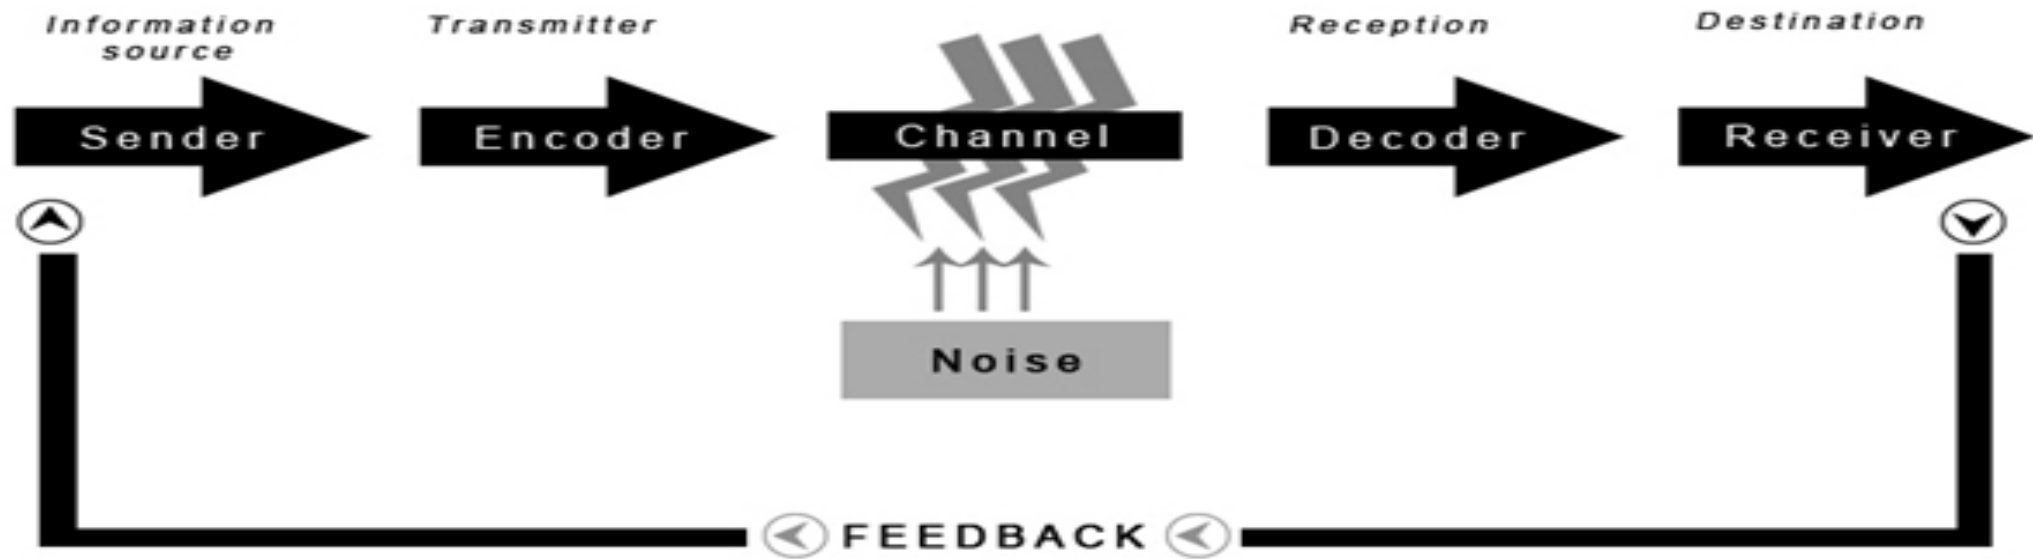 Information
source
Transmitter
Reception
Destination
Sender
Encoder
Channel
Decoder
Receiver
Noise
FEEDBACK